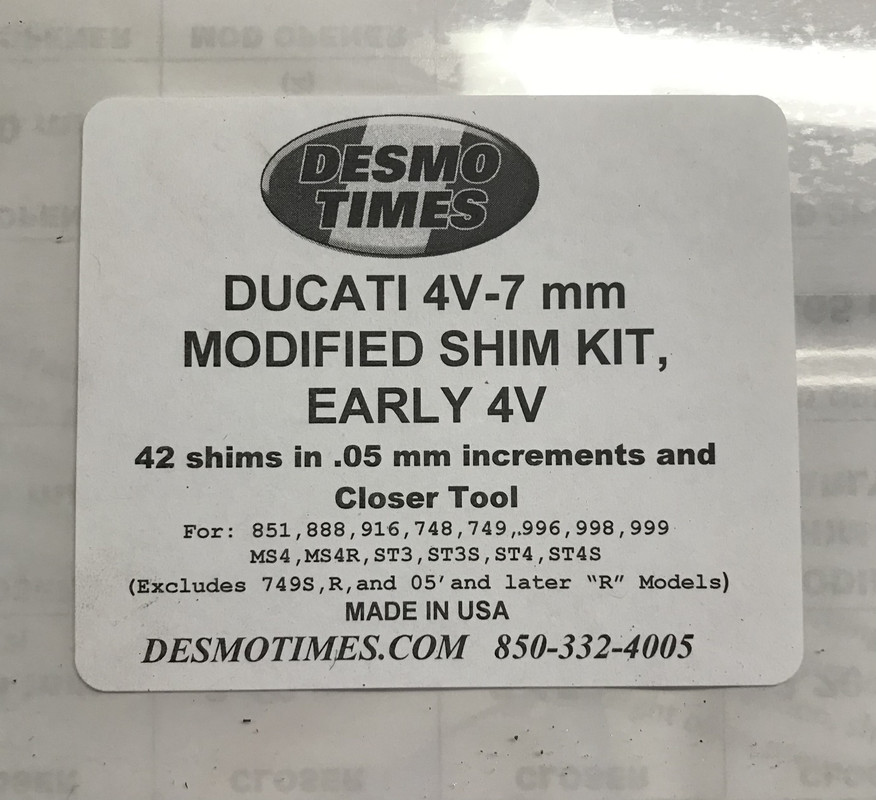 DESMO
TIMES
DUCATI 4V-7 mm
MODIFIED SHIM KIT,
EARLY 4V
42 shims in .05 mm increments and
Closer Tool
For: 851,888,916,748,749,.996,998,999
MS4,MS4R,ST3,ST3S,ST4,ST4S
(Excludes 749S,R,and 05’and later “R” Models)
MADE IN USA
DESMOTIMES.COM 850-332-4005
CLOSER
CLOSER